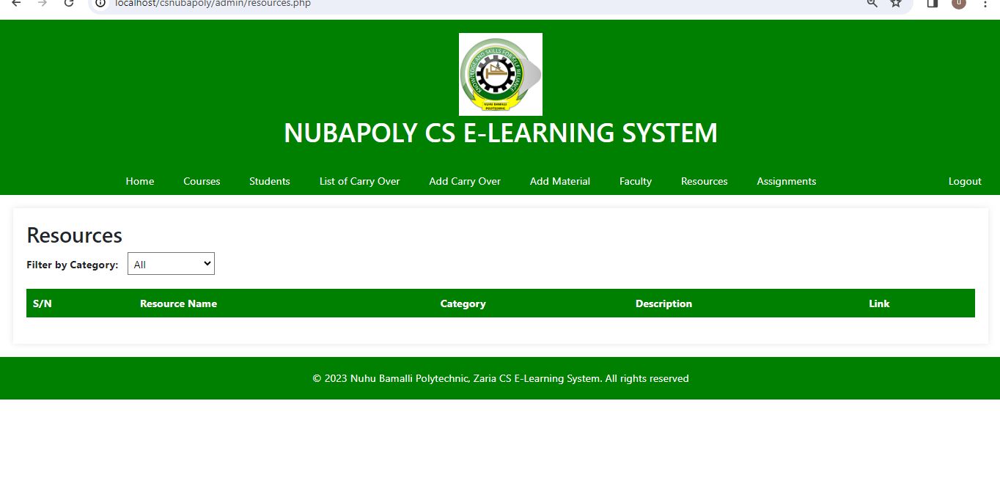 localhost/csnubapoly/admin/resources.php
u
KNOWLEDGE AND SKILLS FOR SELF RELIANCE
NUHU BAMALLI
POLYTECHNIC
NUBAPOLY CS E-LEARNING SYSTEM
Home Courses Students List of Carry Over Add Carry Over Add Material Faculty Resources Assignments Logout
Resources
Filter by Category: All
S/N Resource Name Category Description Link
© 2023 Nuhu Bamalli Polytechnic, Zaria CS E-Learning System. All rights reserved